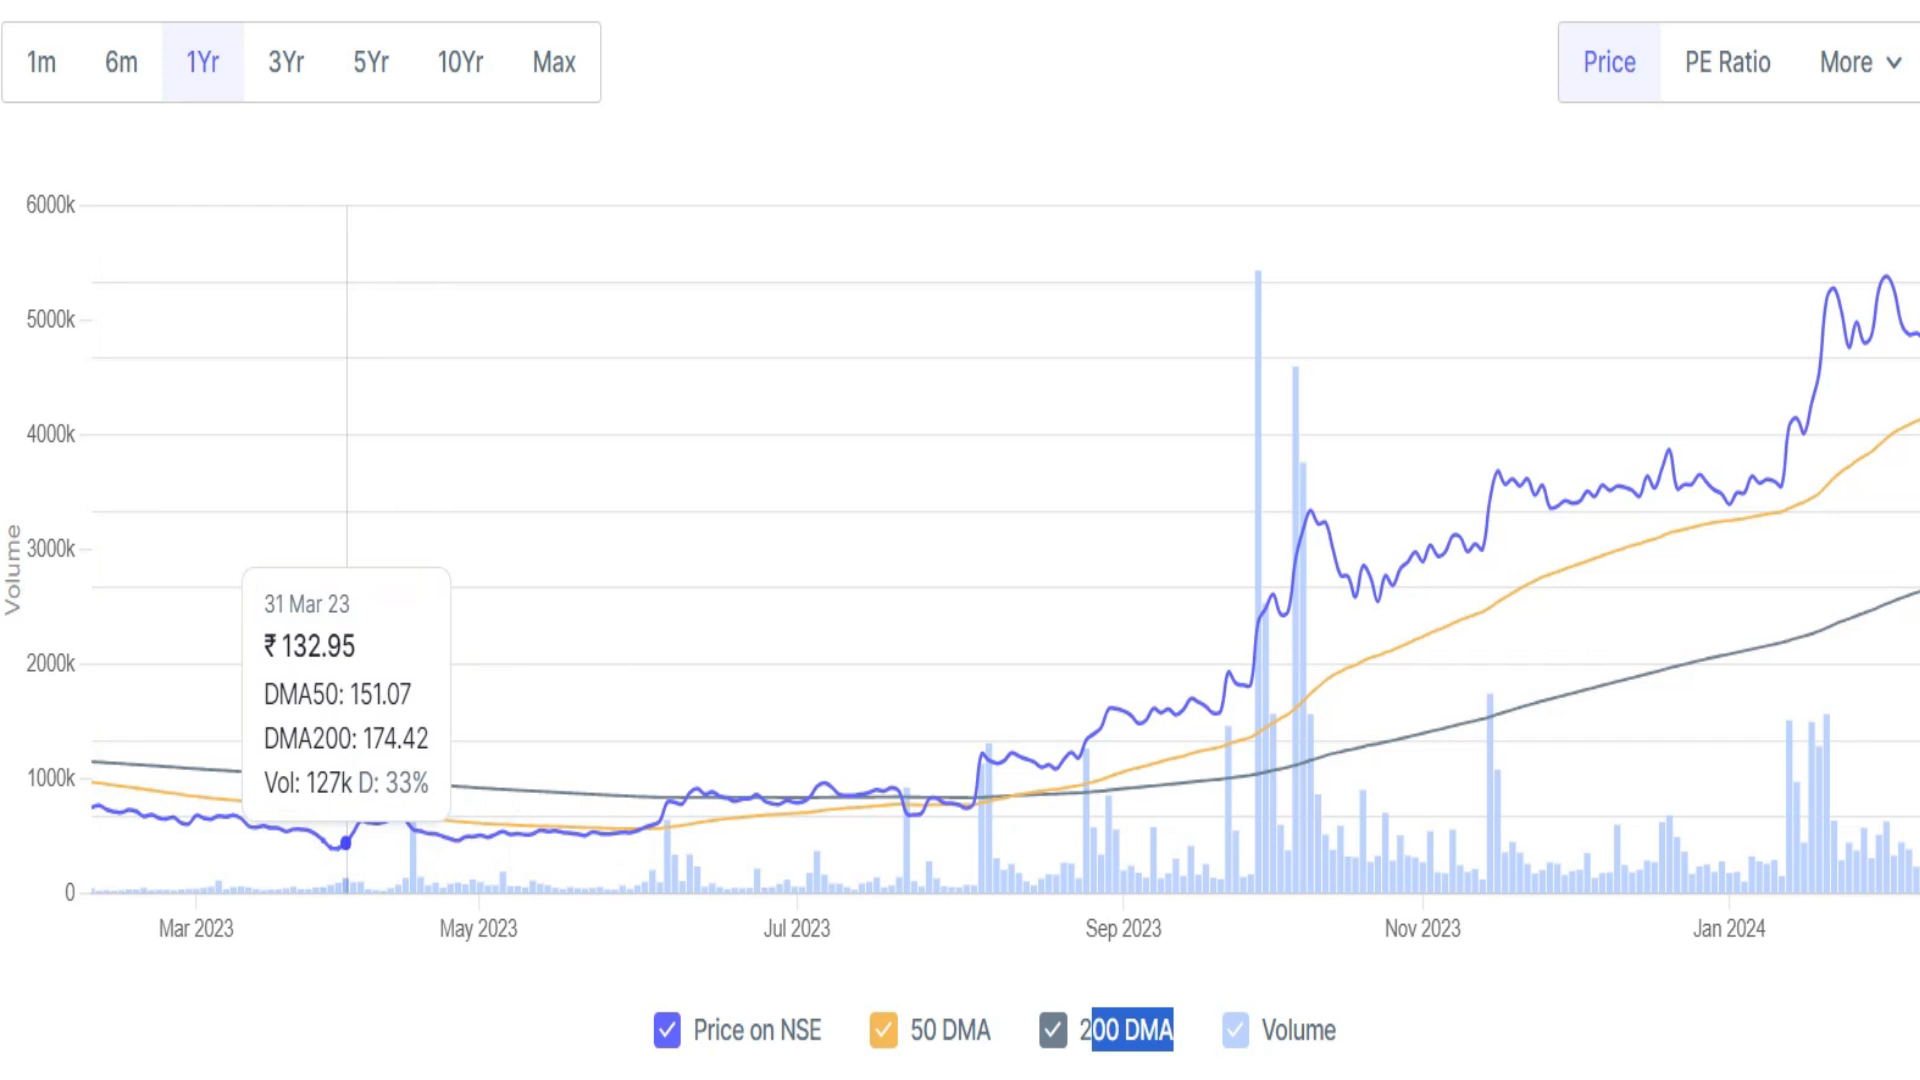 1m 6m 1Yr 3Yr 5Yr 10Yr Max
Price PE Ratio More
6000k
5000k
4000k
3000k
2000k
1000k
0
Volume
31 Mar 23
₹ 132.95
DMA50: 151.07
DMA200: 174.42
Vol: 127k D: 33%
Mar 2023 May 2023 Jul 2023 Sep 2023 Nov 2023 Jan 2024
Price on NSE 50 DMA 200 DMA Volume